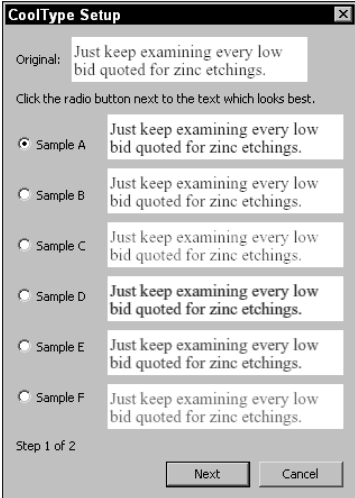 CoolType Setup
Original: Just keep examining every low
bid quoted for zinc etchings.
Click the radio button next to the text which looks best.
Sample A Just keep examining every low
bid quoted for zinc etchings.
Sample B Just keep examining every low
bid quoted for zinc etchings.
Sample C Just keep examining every low
bid quoted for zinc etchings.
Sample D Just keep examining every low
bid quoted for zinc etchings.
Sample E Just keep examining every low
bid quoted for zinc etchings.
Sample F Just keep examining every low
bid quoted for zinc etchings.
Step 1 of 2
Next Cancel